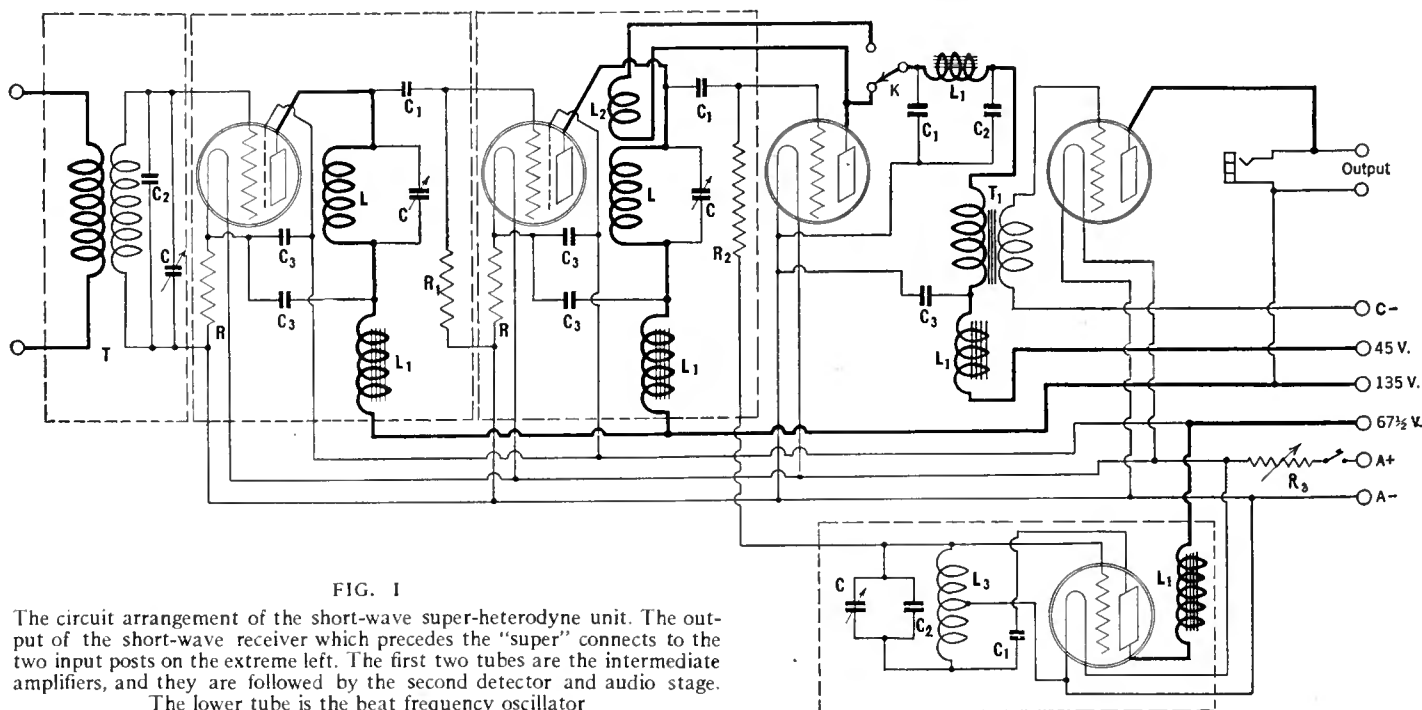 L₂
K
L₁
C₁
C₁
C₁
C₂
C₂
L
C
L
C
T₁
Output
C
C₃
C₃
R₂
R₁
C₃
C₃
C₃
R
R
T
L₁
L₁
L₁
C-
45 V.
135 V.
67½ V.
A+
R₃
A-
C
C₂
L₃
C₁
L₁
FIG. I
The circuit arrangement of the short-wave super-heterodyne unit. The out-
put of the short-wave receiver which precedes the "super" connects to the
two input posts on the extreme left. The first two tubes are the intermediate
amplifiers, and they are followed by the second detector and audio stage.
The lower tube is the beat frequency oscillator